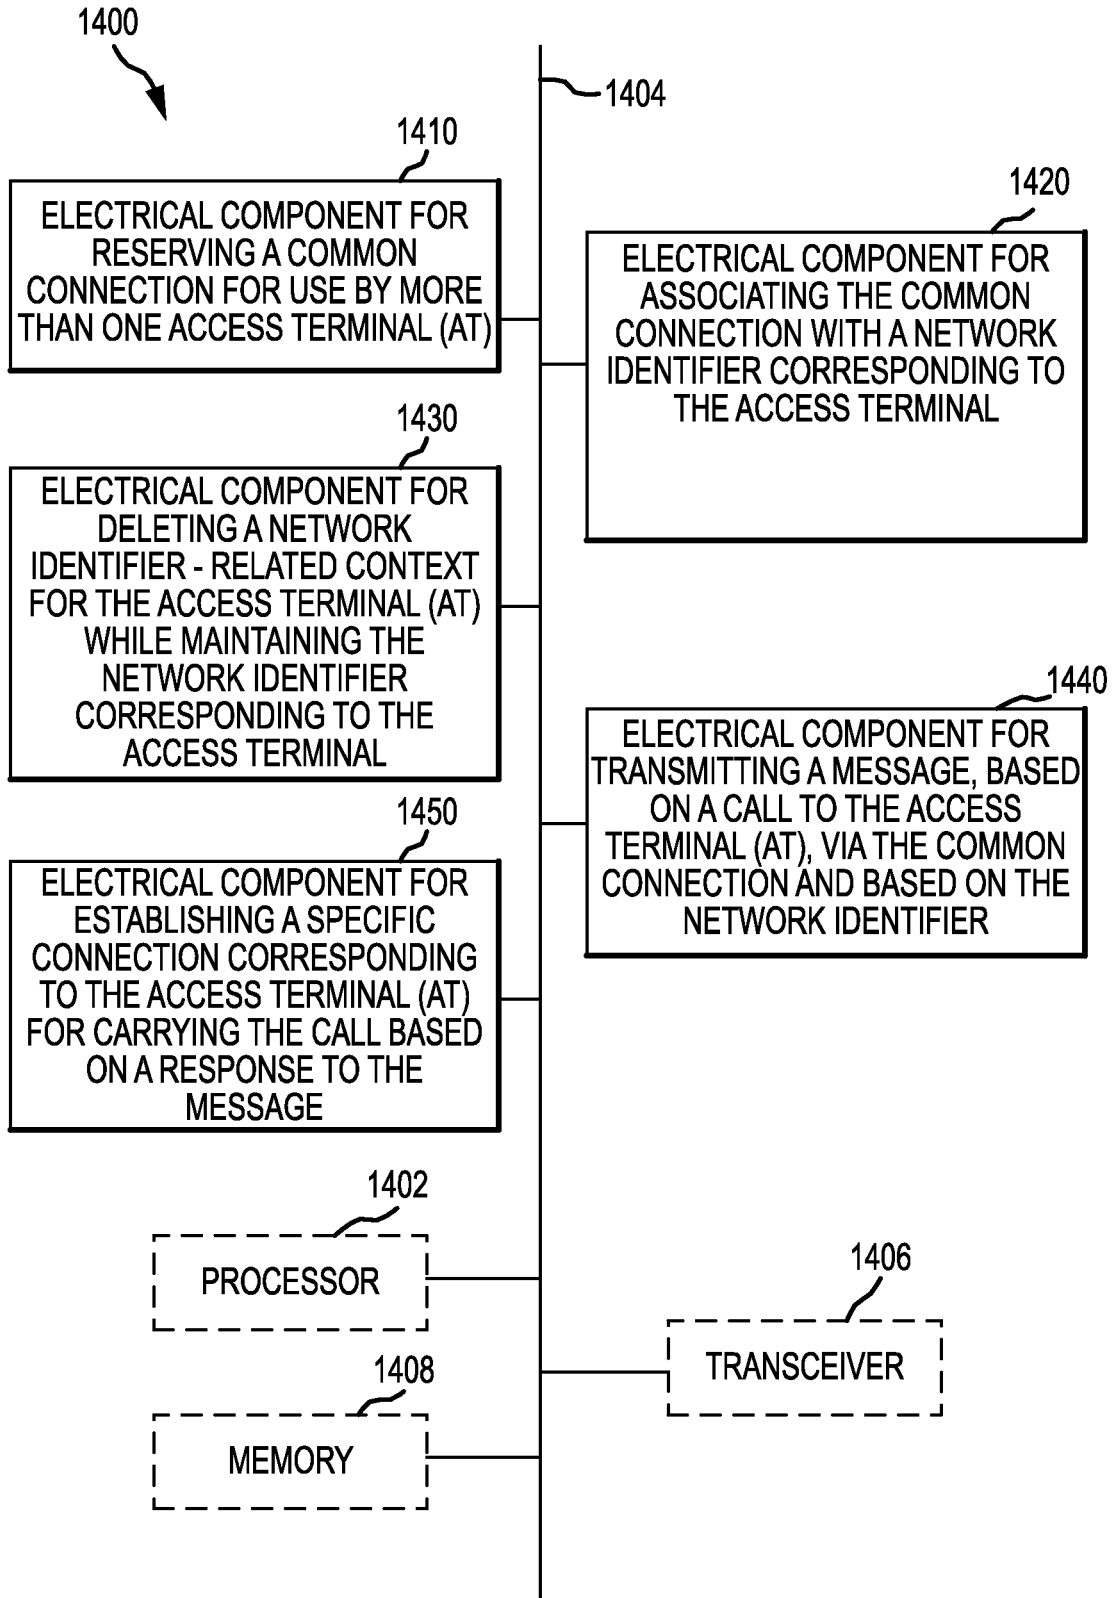 1400
1404
1410
ELECTRICAL COMPONENT FOR
RESERVING A COMMON
CONNECTION FOR USE BY MORE
THAN ONE ACCESS TERMINAL (AT)
1420
ELECTRICAL COMPONENT FOR
ASSOCIATING THE COMMON
CONNECTION WITH A NETWORK
IDENTIFIER CORRESPONDING TO
THE ACCESS TERMINAL
1430
ELECTRICAL COMPONENT FOR
DELETING A NETWORK
IDENTIFIER - RELATED CONTEXT
FOR THE ACCESS TERMINAL (AT)
WHILE MAINTAINING THE
NETWORK IDENTIFIER
CORRESPONDING TO THE
ACCESS TERMINAL
1440
ELECTRICAL COMPONENT FOR
TRANSMITTING A MESSAGE, BASED
ON A CALL TO THE ACCESS
TERMINAL (AT), VIA THE COMMON
CONNECTION AND BASED ON THE
NETWORK IDENTIFIER
1450
ELECTRICAL COMPONENT FOR
ESTABLISHING A SPECIFIC
CONNECTION CORRESPONDING
TO THE ACCESS TERMINAL (AT)
FOR CARRYING THE CALL BASED
ON A RESPONSE TO THE
MESSAGE
1402
PROCESSOR
1406
TRANSCEIVER
1408
MEMORY